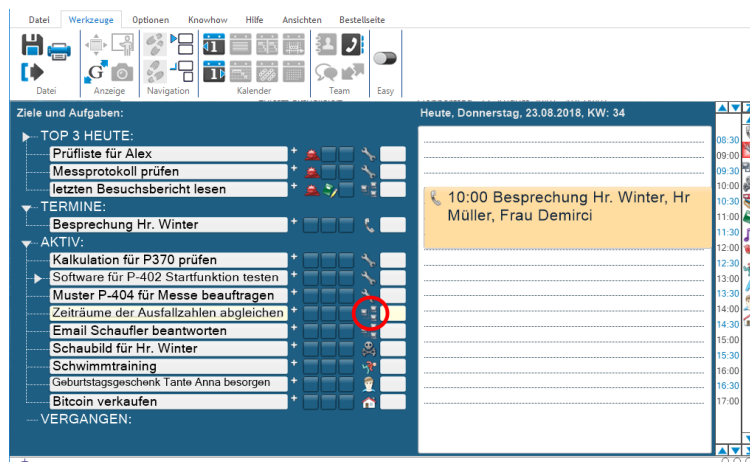 Datei Werkzeuge Optionen Knowhow Hilfe Ansichten Bestellseite
Datei Anzeige Navigation Kalender Team Easy
Ziele und Aufgaben:
TOP 3 HEUTE:
Prüfliste für Alex
Messprotokoll prüfen
letzten Besuchsbericht lesen
TERMINE:
Besprechung Hr. Winter
AKTIV:
Kalkulation für P370 prüfen
Software für P-402 Startfunktion testen
Muster P-404 für Messe beauftragen
Zeiträume der Ausfallzahlen abgleichen
Email Schaufler beantworten
Schaubild für Hr. Winter
Schwimmtraining
Geburtstagsgeschenk Tante Anna besorgen
Bitcoin verkaufen
VERGANGEN:
Heute, Donnerstag, 23.08.2018, KW: 34
10:00 Besprechung Hr. Winter, Hr
Müller, Frau Demirci
08:30
09:00
09:30
10:00
10:30
11:00
11:30
12:00
12:30
13:00
13:30
14:00
14:30
15:00
15:30
16:00
16:30
17:00